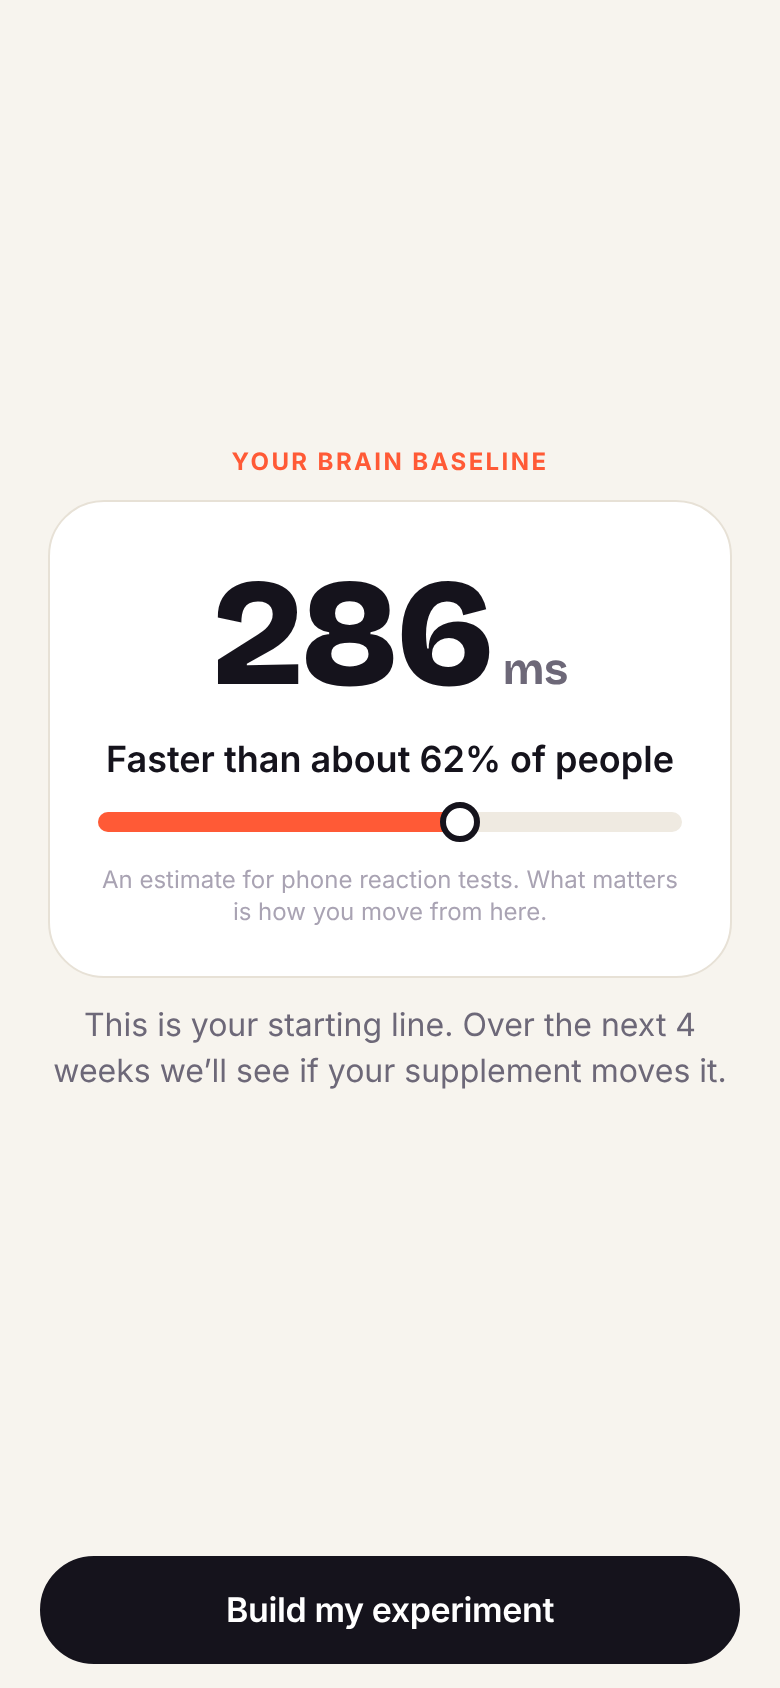 YOUR BRAIN BASELINE
286 ms
Faster than about 62% of people
An estimate for phone reaction tests. What matters
is how you move from here.
This is your starting line. Over the next 4
weeks we’ll see if your supplement moves it.
Build my experiment